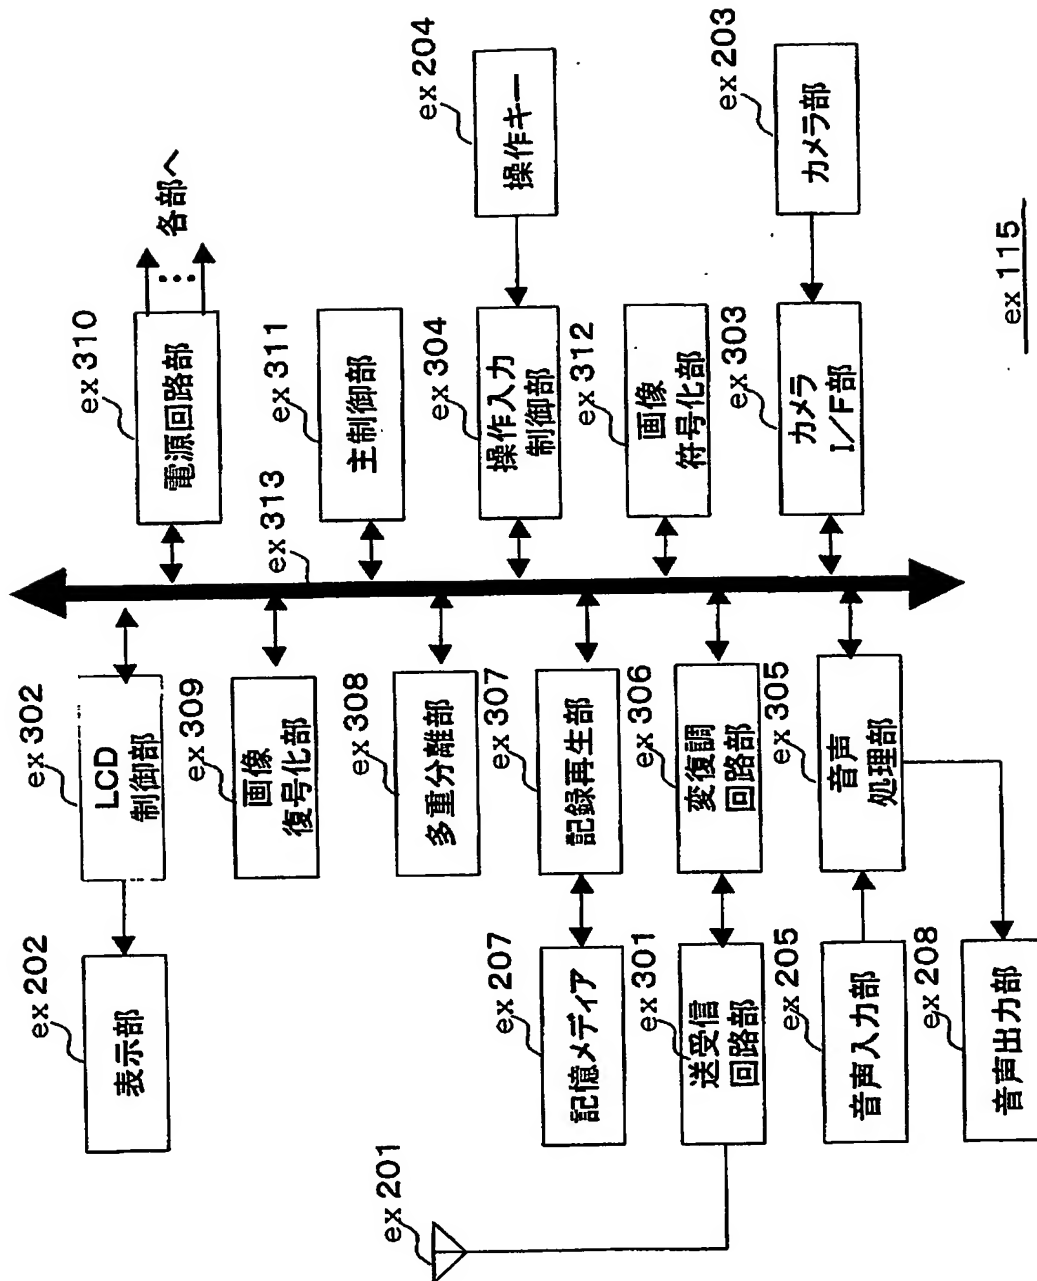 ex 202
表示部
ex 302
LCD
制御部
ex 310
電源回路部
各部へ
ex 309
画像
復号化部
ex 313
ex 311
主制御部
ex 308
多重分離部
ex 304
操作入力
制御部
ex 204
操作キー
ex 201
ex 207
記憶メディア
ex 307
記録再生部
ex 312
画像
符号化部
ex 301
送受信
回路部
ex 306
変復調
回路部
ex 303
カメラ
I/F部
ex 203
カメラ部
ex 205
音声入力部
ex 305
音声
処理部
ex 208
音声出力部
ex 115